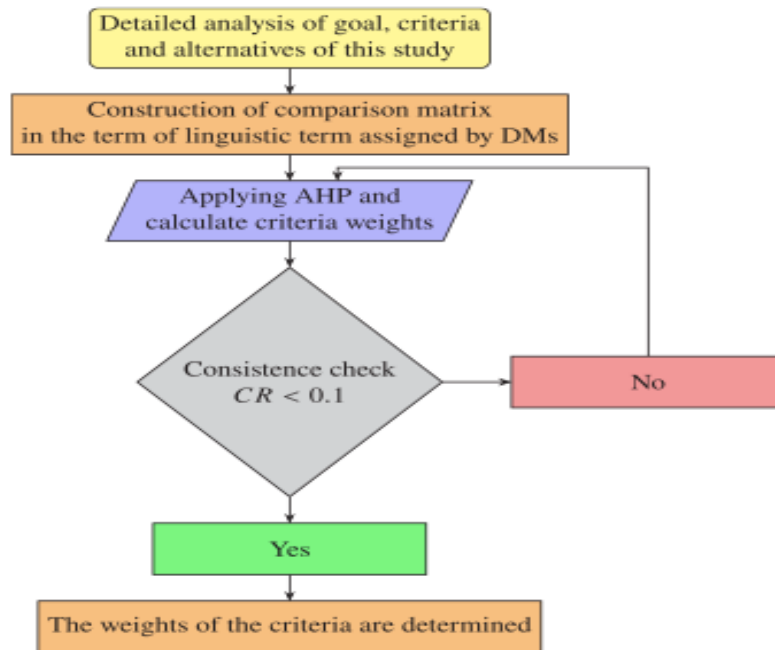 Detailed analysis of goal, criteria
and alternatives of this study
Construction of comparison matrix
in the term of linguistic term assigned by DMs
Applying AHP and
calculate criteria weights
Consistence check
CR < 0.1
No
Yes
The weights of the criteria are determined